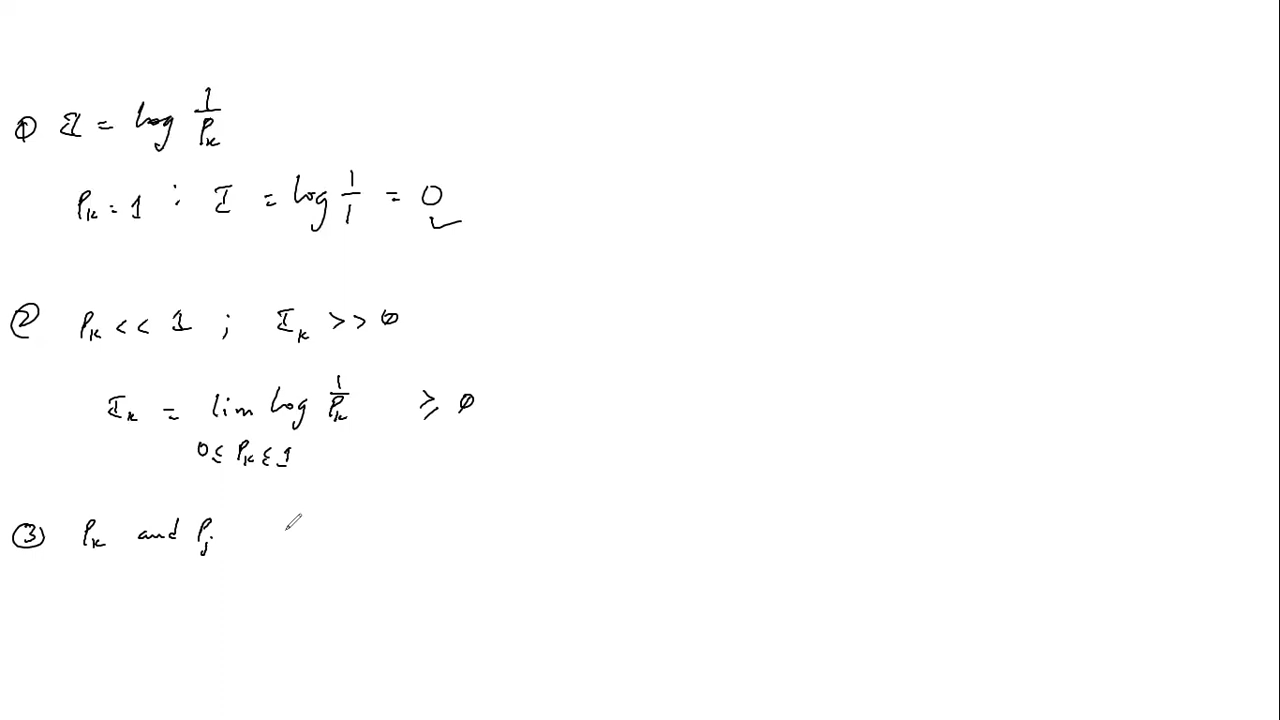 ① I = log 1/Pk
Pk = 1 : I = log 1/1 = 0
② Pk << 1 ; Ik >> 0
Ik = lim log 1/Pk ≥ 0
0 ≤ Pk ≤ 1
③ Pk and Pj